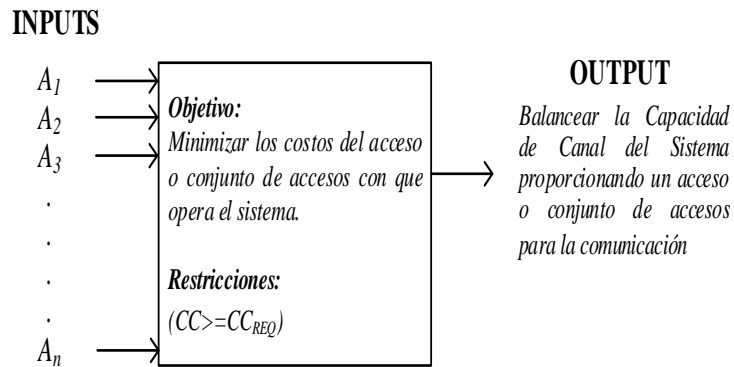 INPUTS
A1
A2
A3
.
.
.
.
An
Objetivo:
Minimizar los costos del acceso
o conjunto de accesos con que
opera el sistema.
Restricciones:
(CC>=CCREQ)
OUTPUT
Balancear la Capacidad
de Canal del Sistema
proporcionando un acceso
o conjunto de accesos
para la comunicación